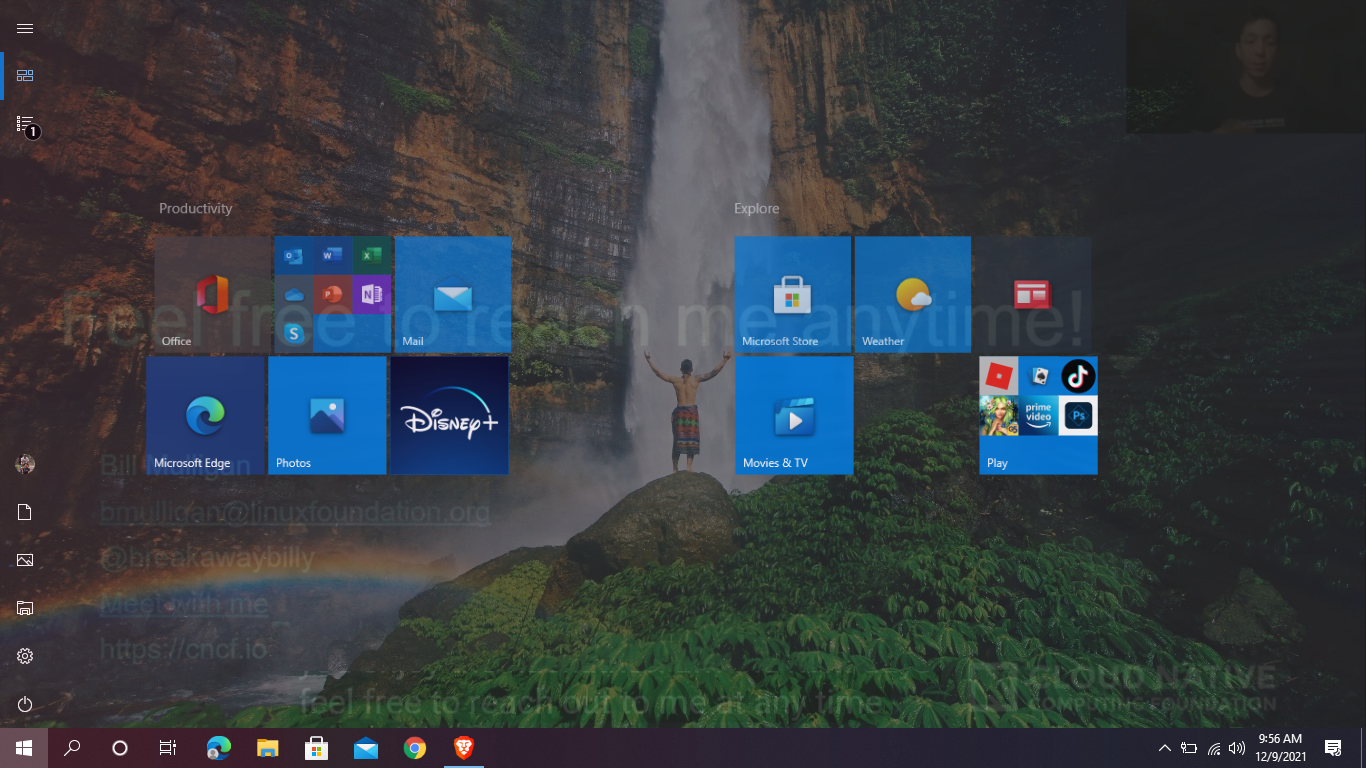 1
Productivity
Explore
Feel free to reach me anytime!
Office
Mail
Microsoft Store
Weather
Microsoft Edge
Photos
Disney+
Movies & TV
prime video
Ps
Play
Bill Mulligan
bmulligan@linuxfoundation.org
@breakawaybilly
Meet with me
https://cncf.io
feel free to reach out to me at any time
CLOUD NATIVE
COMPUTING FOUNDATION
9:56 AM
12/9/2021